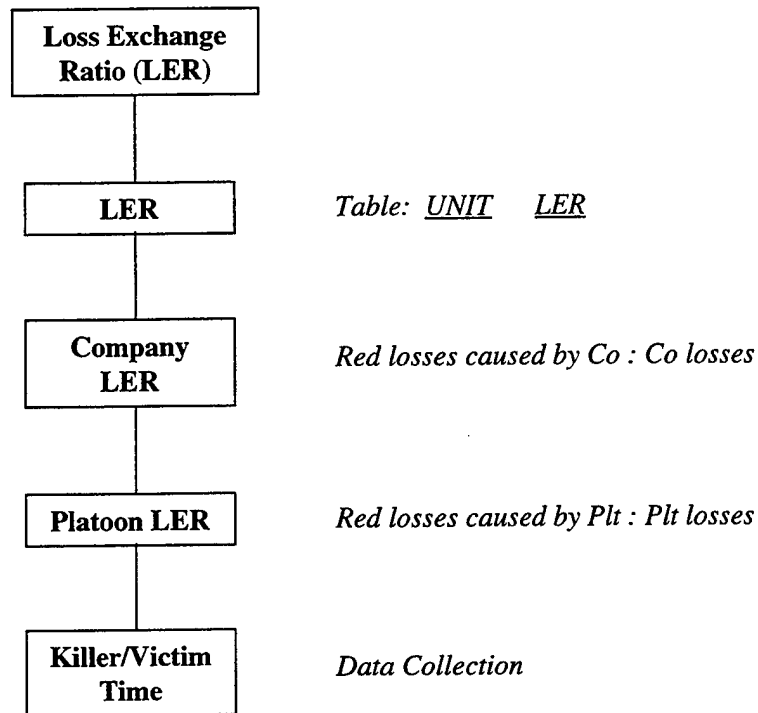 Loss Exchange
Ratio (LER)
LER
Table: UNIT LER
Company
LER
Red losses caused by Co : Co losses
Platoon LER
Red losses caused by Plt : Plt losses
Killer/Victim
Time
Data Collection